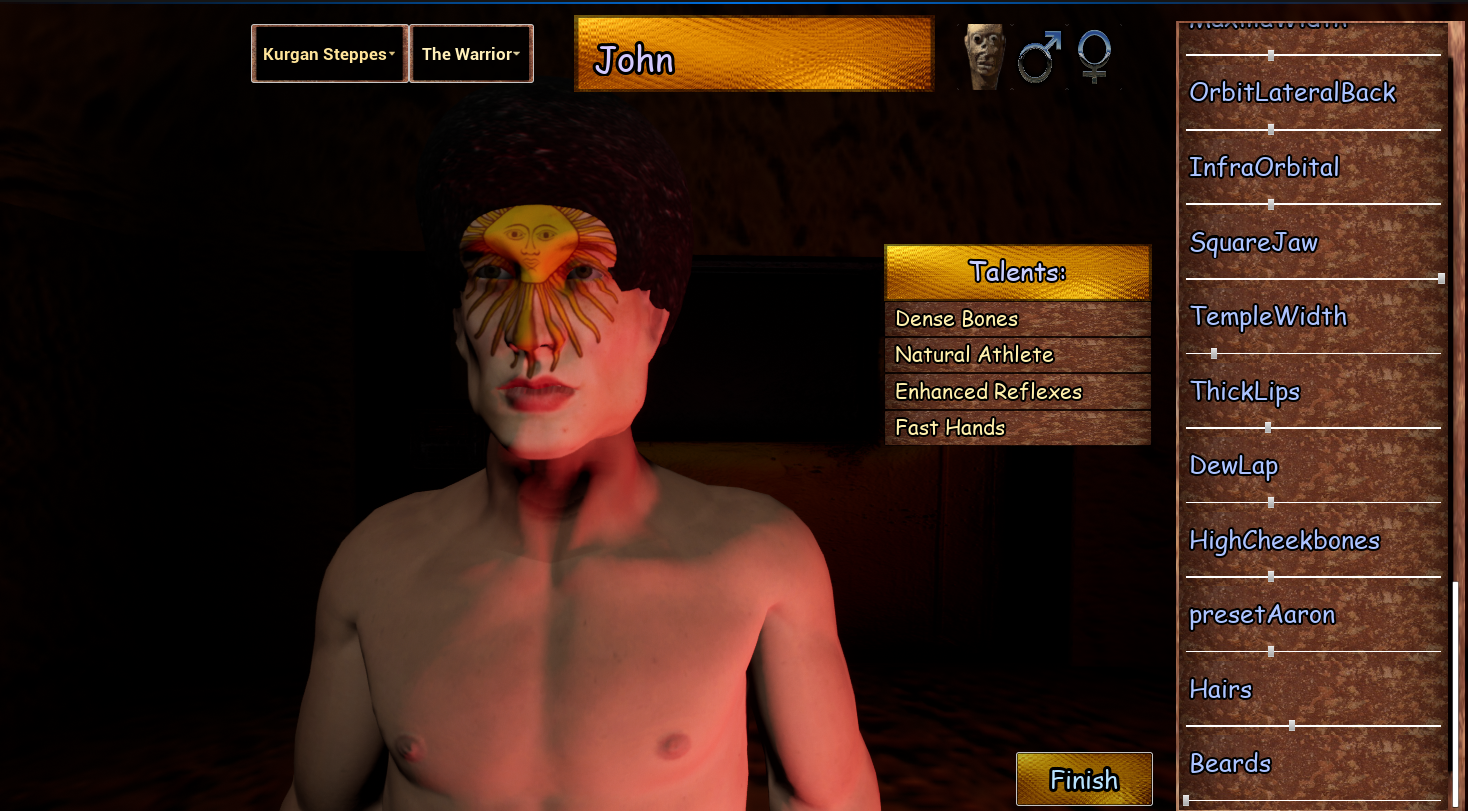 Kurgan Steppes
The Warrior
John
MaxillaWidth
OrbitLateralBack
InfraOrbital
SquareJaw
TempleWidth
ThickLips
DewLap
HighCheekbones
presetAaron
Hairs
Beards
Talents:
Dense Bones
Natural Athlete
Enhanced Reflexes
Fast Hands
Finish